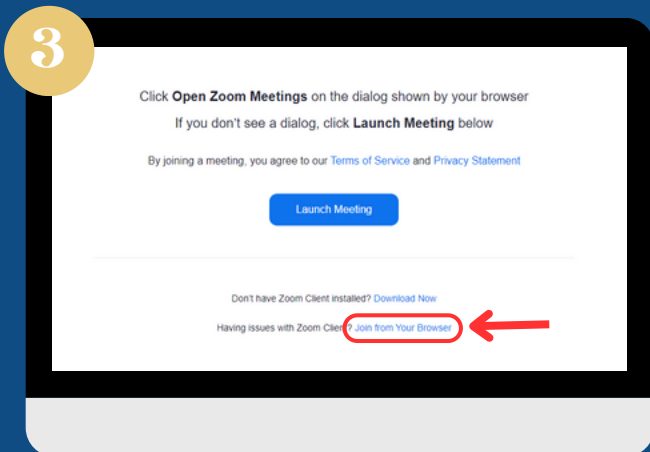 3
Click Open Zoom Meetings on the dialog shown by your browser
If you don't see a dialog, click Launch Meeting below
By joining a meeting, you agree to our Terms of Service and Privacy Statement
Launch Meeting
Don't have Zoom Client installed? Download Now
Having issues with Zoom Client? Join from Your Browser